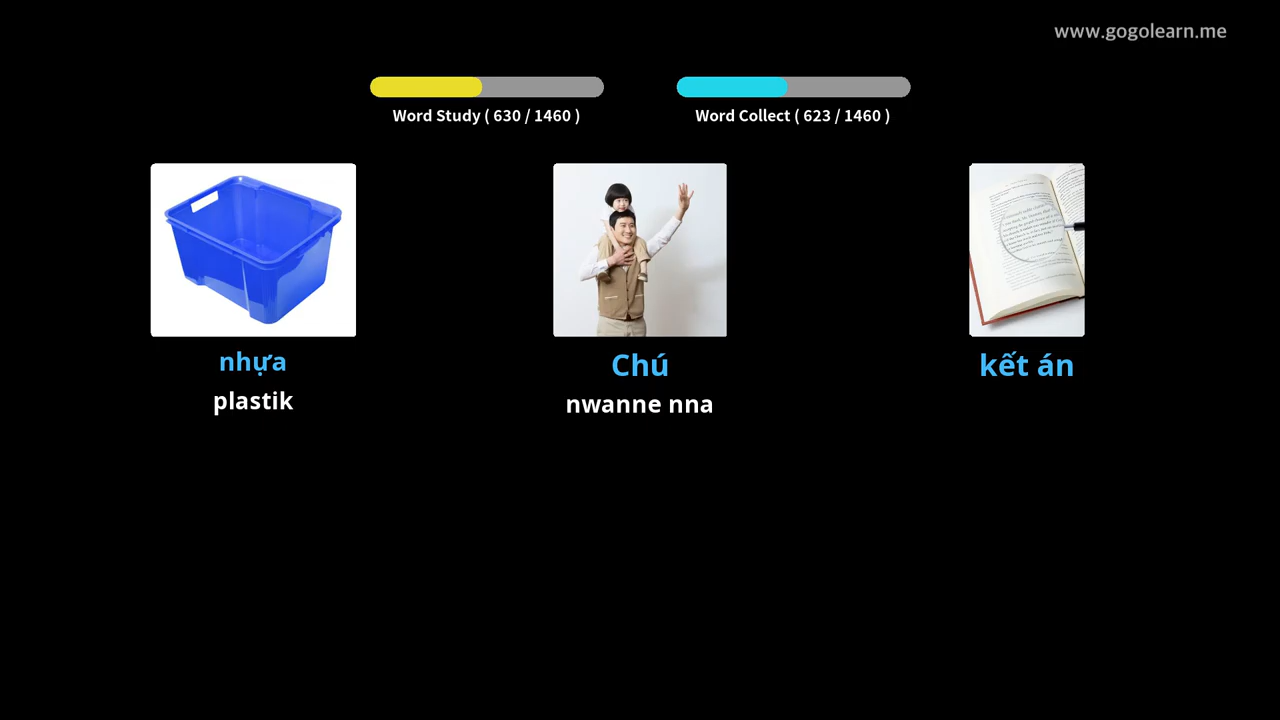 www.gogolearn.me
Word Study ( 630 / 1460 )
Word Collect ( 623 / 1460 )
nhựa
plastik
Chú
nwanne nna
kết án